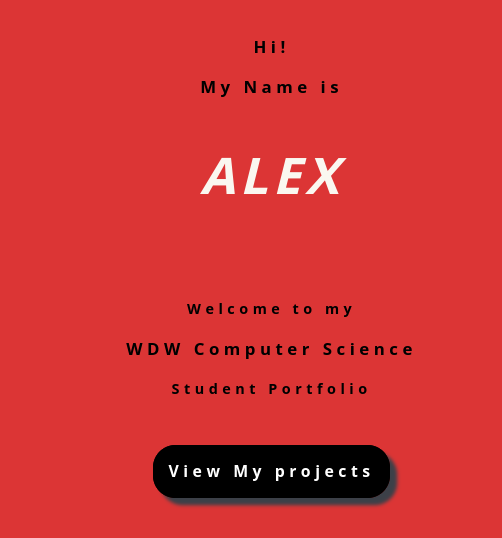 Hi!
My Name is
ALEX
Welcome to my
WDW Computer Science
Student Portfolio
View My projects